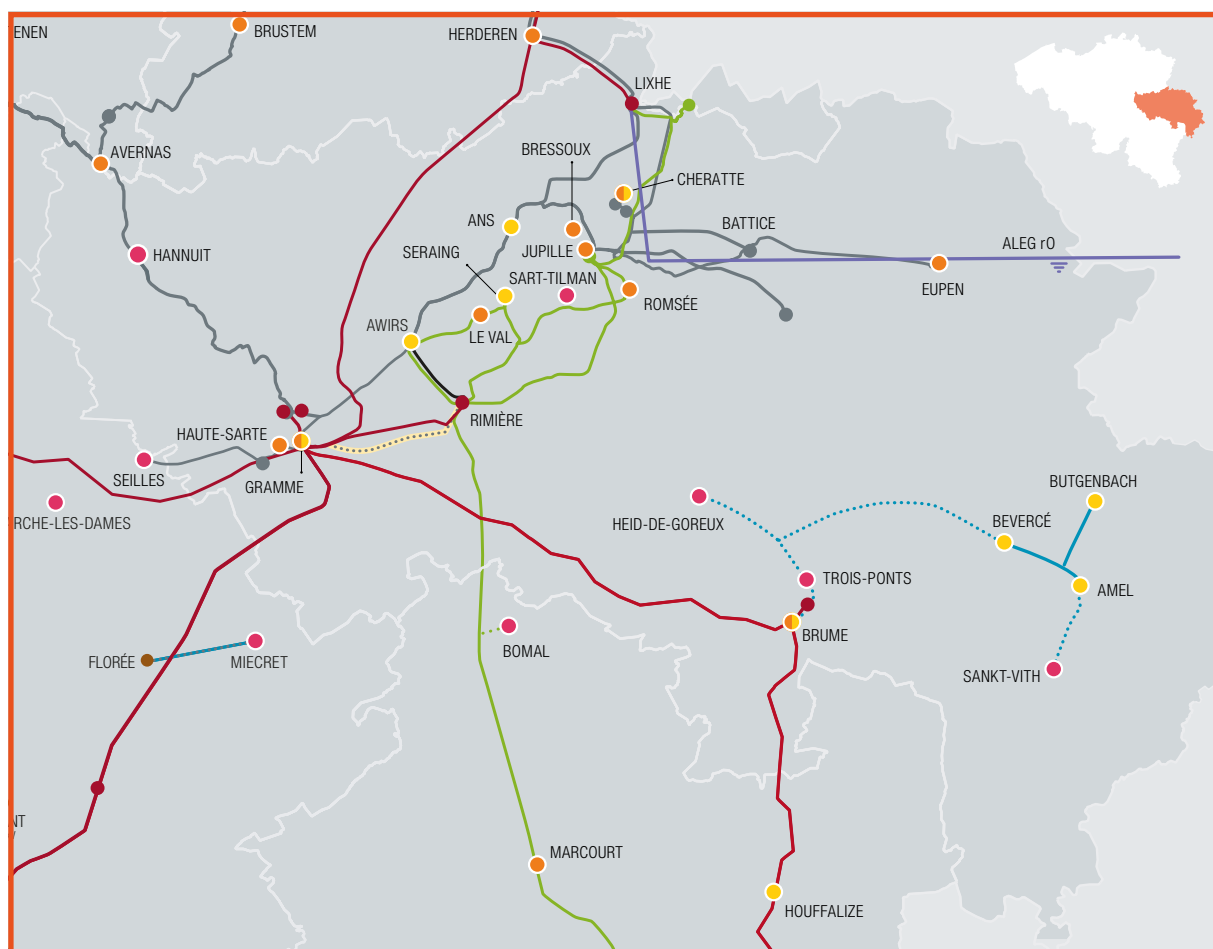 ENEN
BRUSTEM
HERDEREN
LIXHE
AVERNAS
BRESSOUX
CHERATTE
HANNUIT
ANS
BATTICE
SERAING
JUPILLE
ALEG r0
SART-TILMAN
EUPEN
ROMSÉE
AWIRS
LE VAL
RIMIÈRE
HAUTE-SARTE
SEILLES
GRAMME
BUTGENBACH
RCHE-LES-DAMES
HEID-DE-GOREUX
BEVERCÉ
TROIS-PONTS
AMEL
BRUME
BOMAL
FLORÉE
MIECRET
SANKT-VITH
NT
MARCOURT
HOUFFALIZE